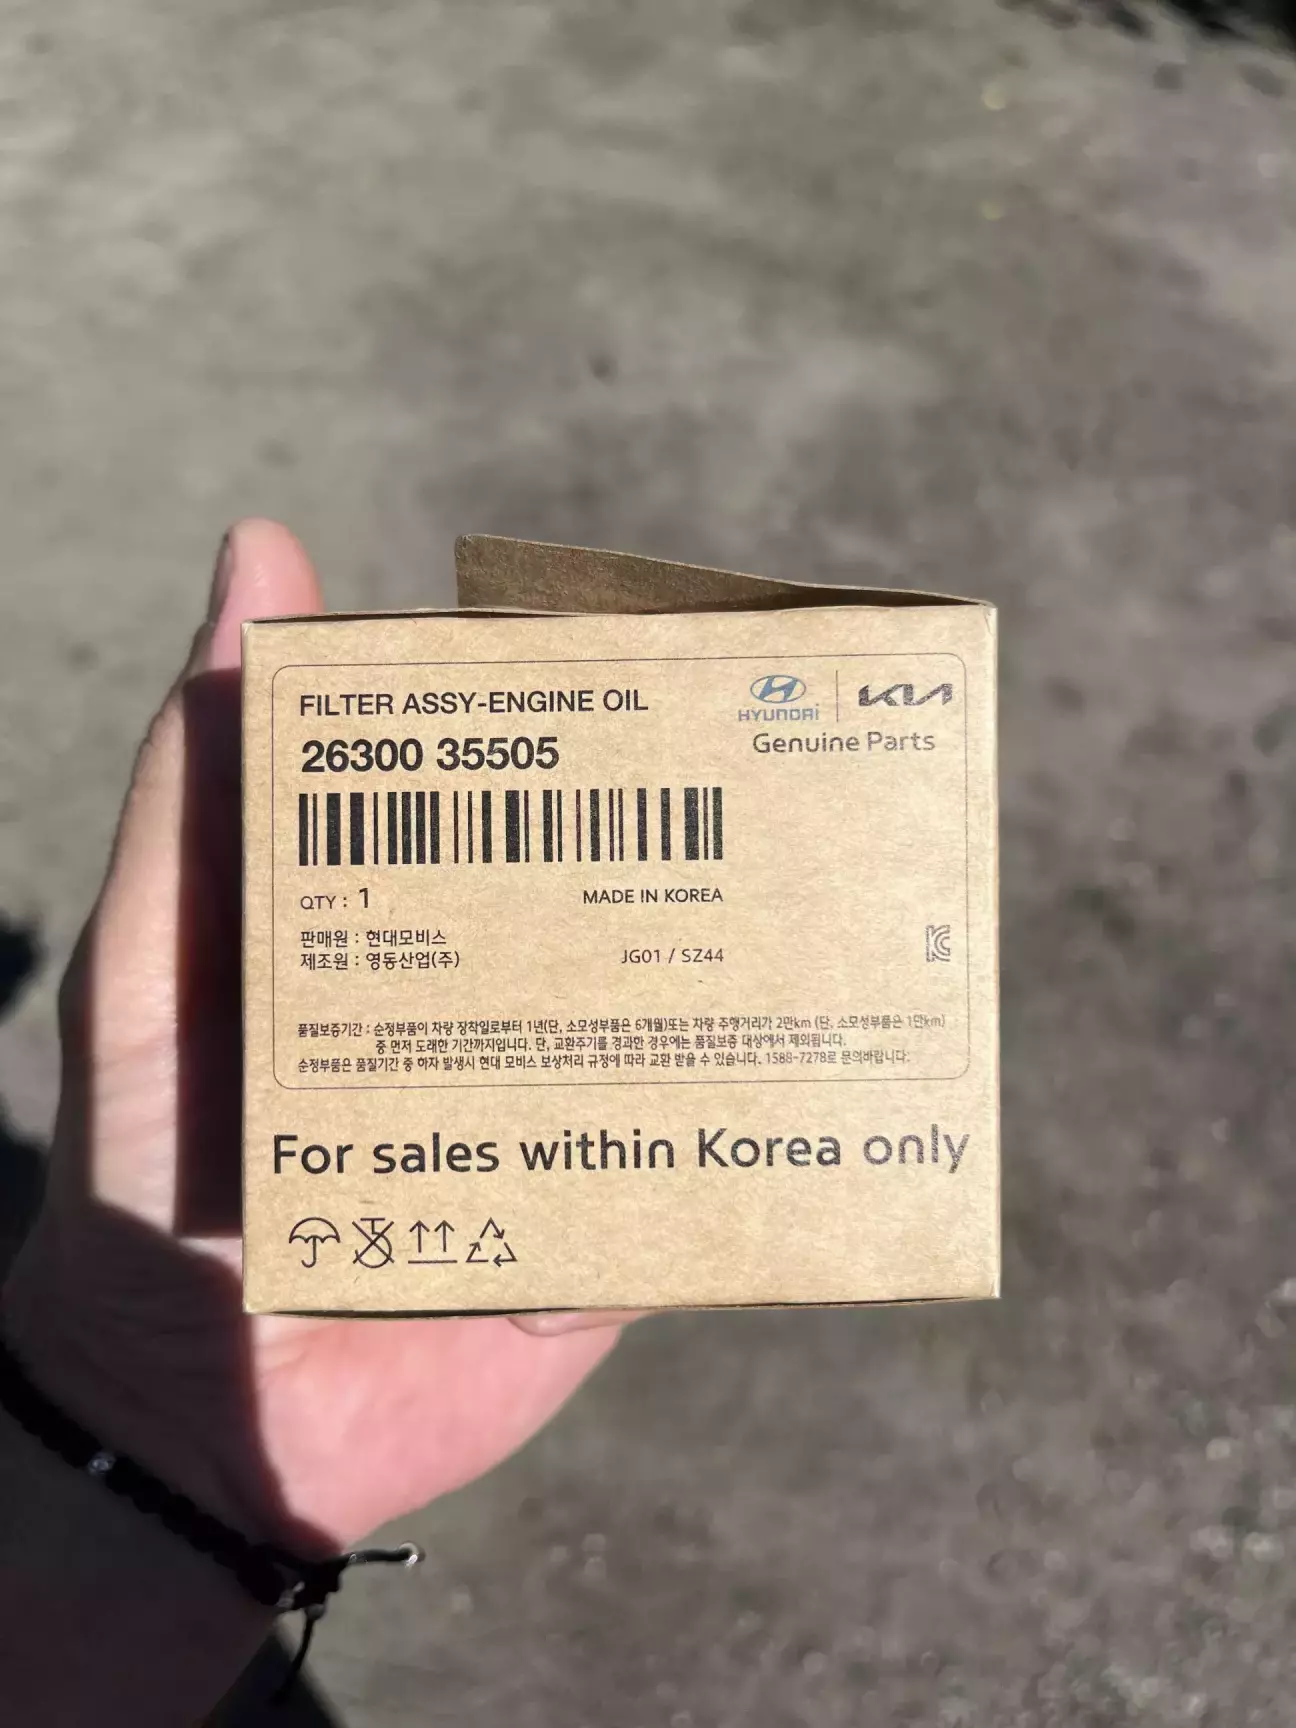 FILTER ASSY-ENGINE OIL
26300 35505
HYUNDAI | KIA
Genuine Parts
QTY : 1 MADE IN KOREA
판매원 : 현대모비스
제조원 : 영동산업(주) JG01 / SZ44
품질보증기간 : 순정부품이 차량 장착일로부터 1년(단, 소모성부품은 6개월)또는 차량 주행거리가 2만km (단, 소모성부품은 1만km)
중 먼저 도래한 기간까지입니다. 단, 교환주기를 경과한 경우에는 품질보증 대상에서 제외됩니다.
순정부품은 품질기간 중 하자 발생시 현대 모비스 보상처리 규정에 따라 교환 받을 수 있습니다. 1588-7278로 문의바랍니다.
For sales within Korea only